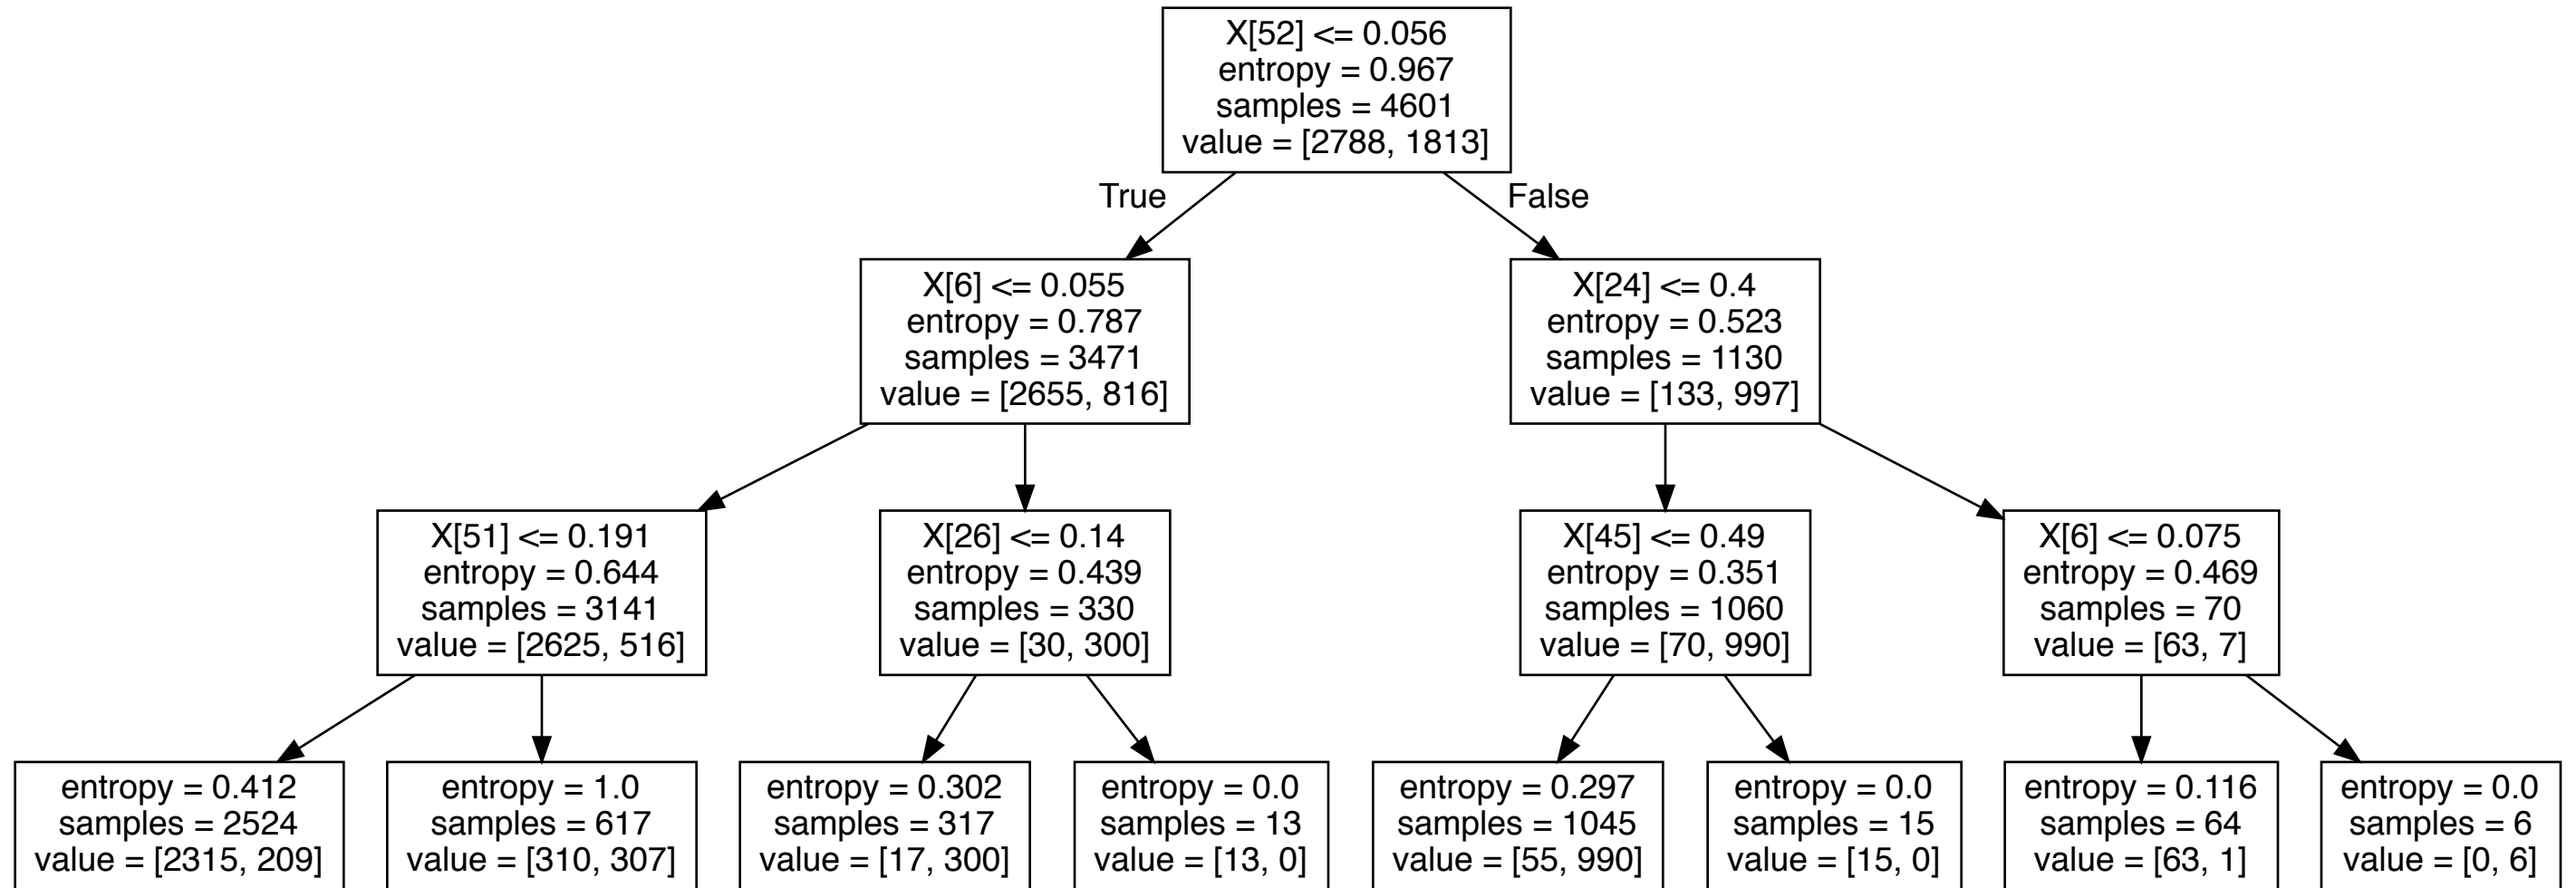 X[52] <= 0.056
entropy = 0.967
samples = 4601
value = [2788, 1813]
True
False
X[6] <= 0.055
entropy = 0.787
samples = 3471
value = [2655, 816]
X[24] <= 0.4
entropy = 0.523
samples = 1130
value = [133, 997]
X[51] <= 0.191
entropy = 0.644
samples = 3141
value = [2625, 516]
X[26] <= 0.14
entropy = 0.439
samples = 330
value = [30, 300]
X[45] <= 0.49
entropy = 0.351
samples = 1060
value = [70, 990]
X[6] <= 0.075
entropy = 0.469
samples = 70
value = [63, 7]
entropy = 0.412
samples = 2524
value = [2315, 209]
entropy = 1.0
samples = 617
value = [310, 307]
entropy = 0.302
samples = 317
value = [17, 300]
entropy = 0.0
samples = 13
value = [13, 0]
entropy = 0.297
samples = 1045
value = [55, 990]
entropy = 0.0
samples = 15
value = [15, 0]
entropy = 0.116
samples = 64
value = [63, 1]
entropy = 0.0
samples = 6
value = [0, 6]